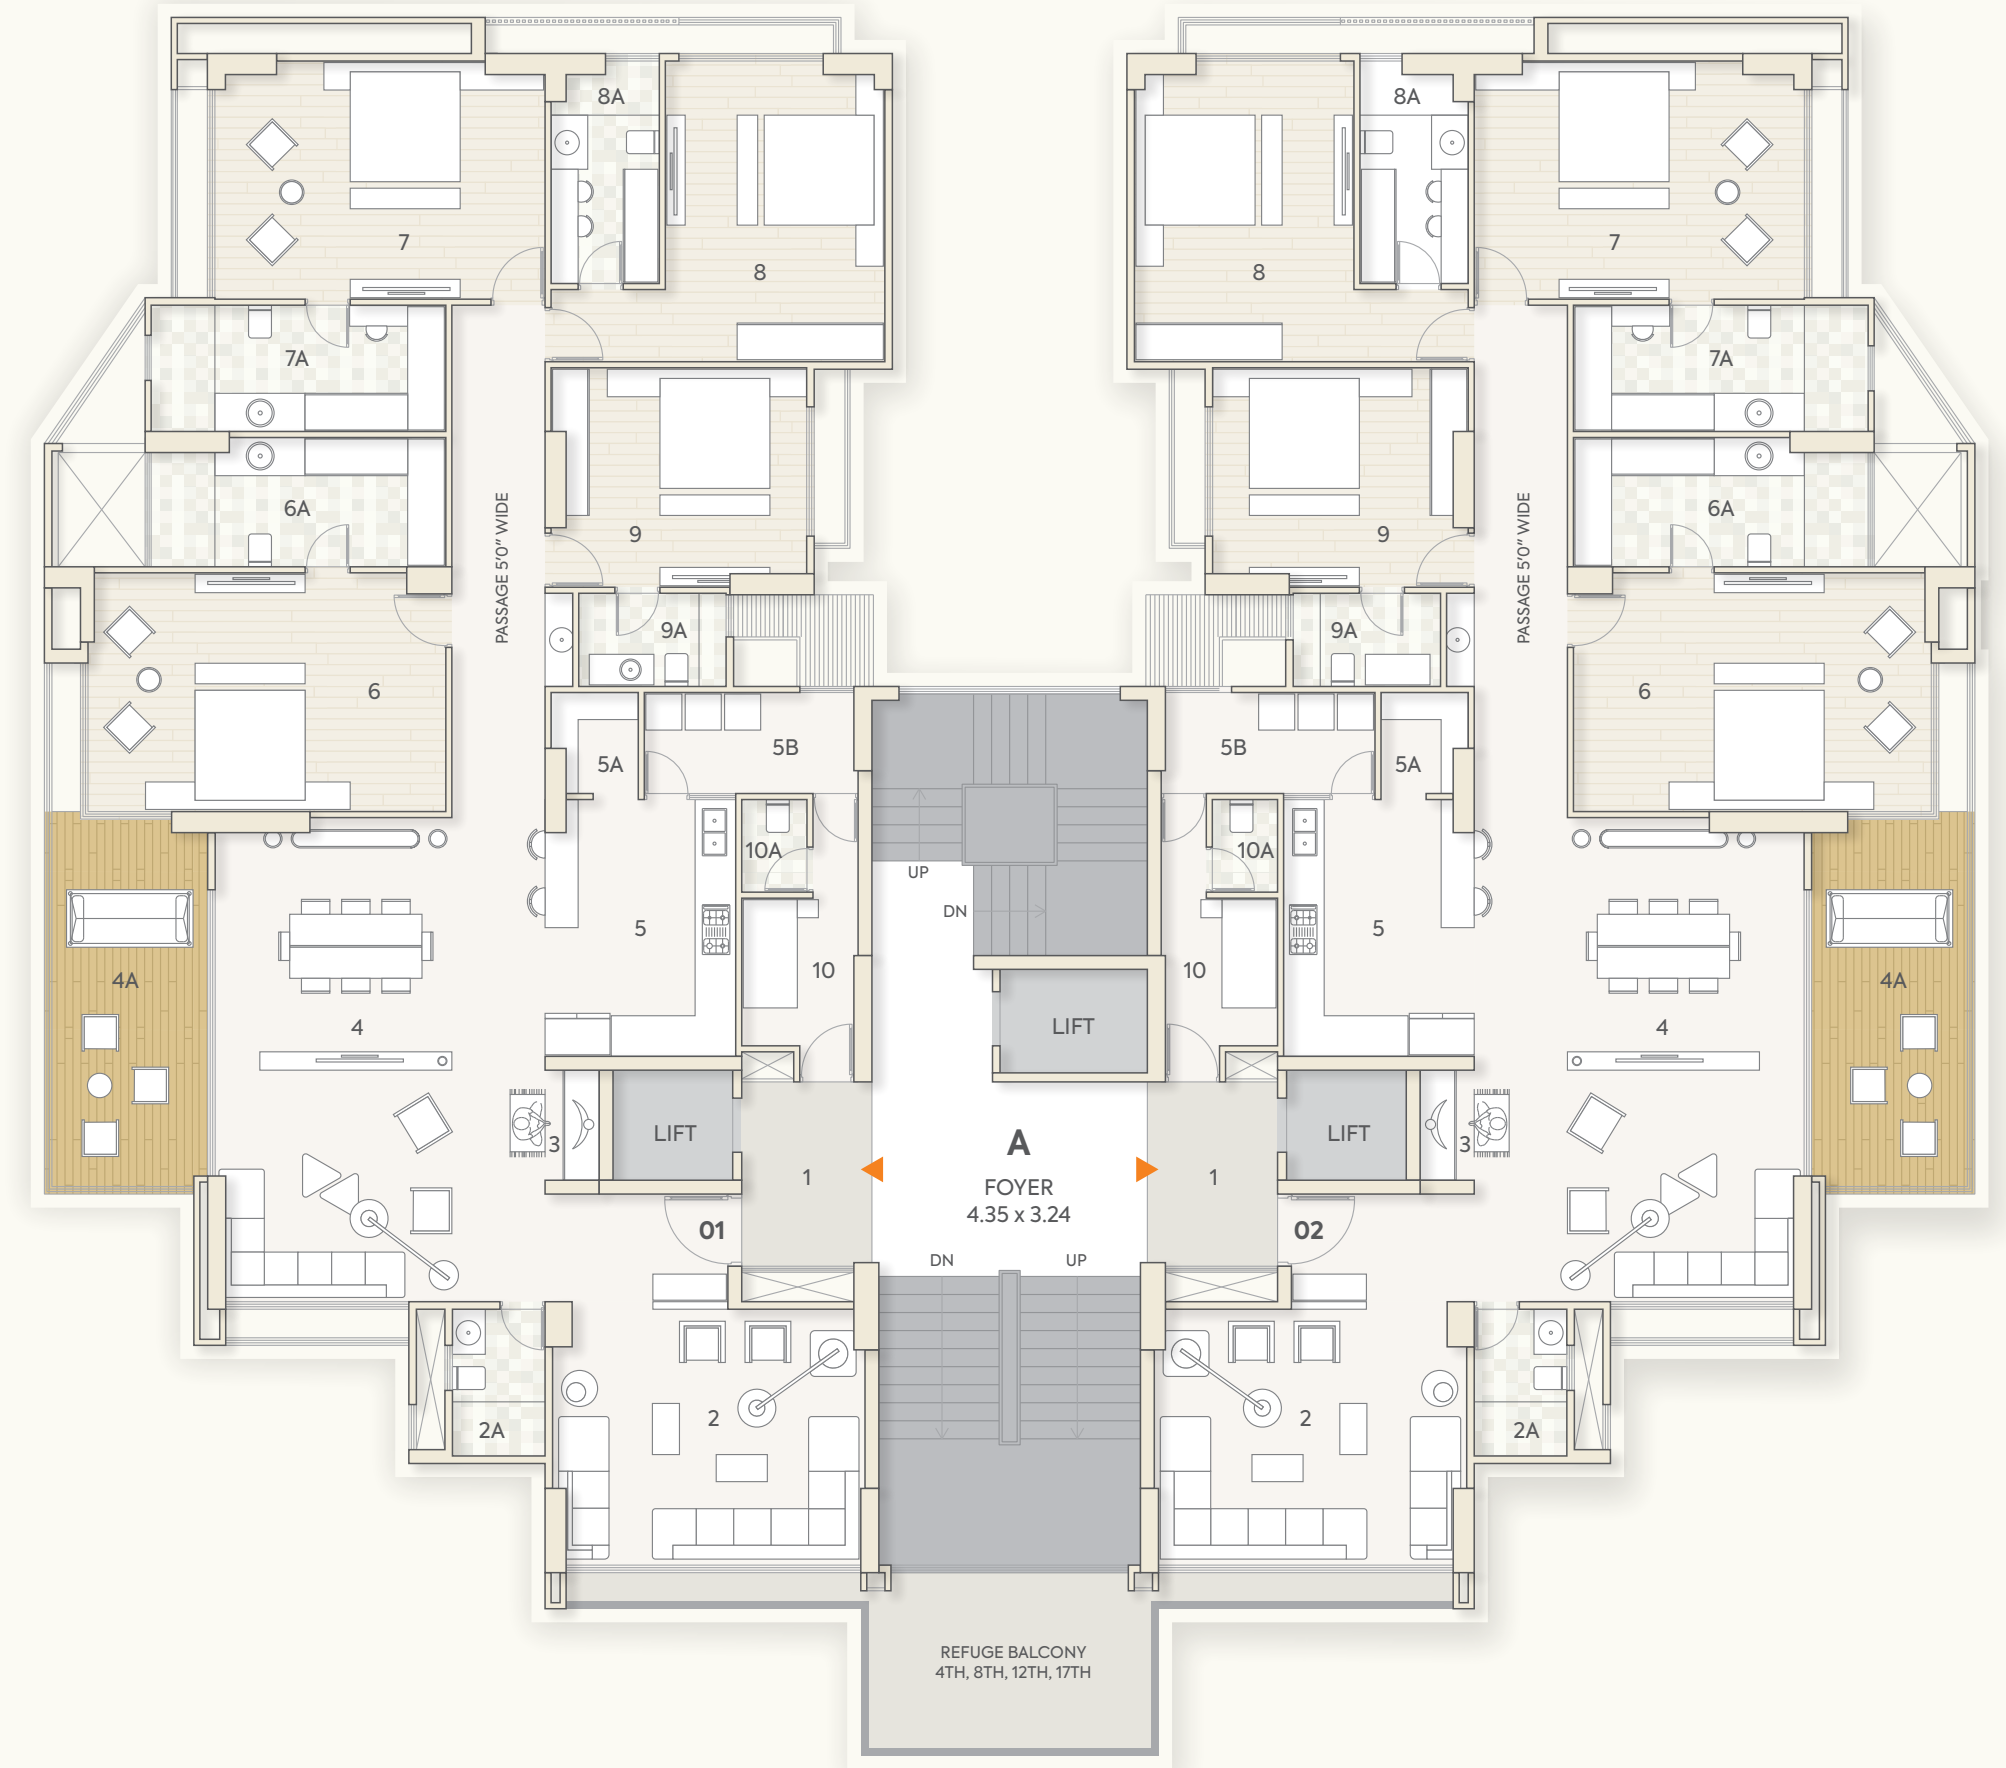 8A
8A
7
7
8
8
7A
7A
6A
6A
PASSAGE 5'0" WIDE
PASSAGE 5'0" WIDE
9
9
9A
9A
6
6
5B
5B
5A
5A
10A
10A
UP
DN
5
5
4A
4A
10
10
4
4
LIFT
LIFT
LIFT
3
3
A
FOYER
4.35 x 3.24
1
1
01
02
DN
UP
2
2
2A
2A
REFUGE BALCONY
4TH, 8TH, 12TH, 17TH